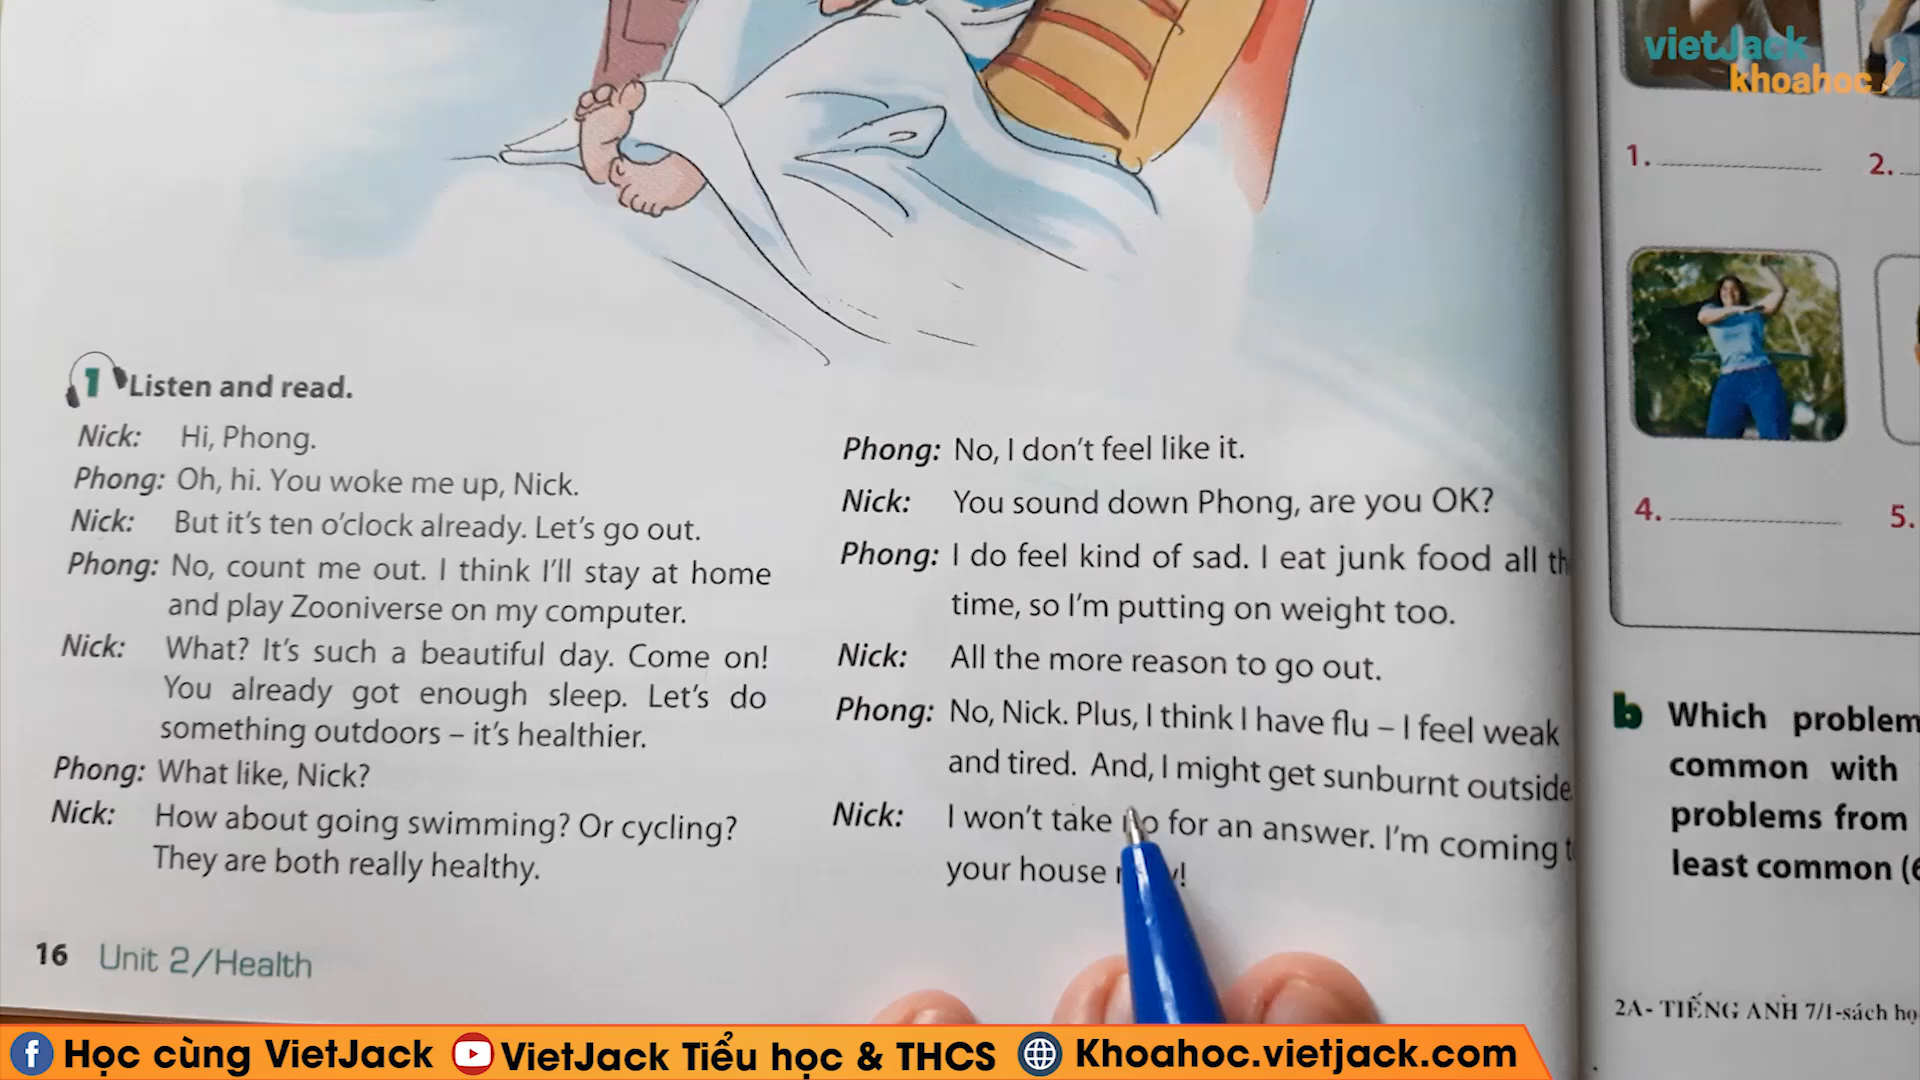 vietJack
khoahoc
1 Listen and read.
Nick: Hi, Phong.
Phong: Oh, hi. You woke me up, Nick.
Nick: But it's ten o'clock already. Let's go out.
Phong: No, count me out. I think I'll stay at home
and play Zooniverse on my computer.
Nick: What? It's such a beautiful day. Come on!
You already got enough sleep. Let's do
something outdoors – it's healthier.
Phong: What like, Nick?
Nick: How about going swimming? Or cycling?
They are both really healthy.
Phong: No, I don't feel like it.
Nick: You sound down Phong, are you OK?
Phong: I do feel kind of sad. I eat junk food all
time, so I'm putting on weight too.
Nick: All the more reason to go out.
Phong: No, Nick. Plus, I think I have flu – I feel weak
and tired. And, I might get sunburnt outside
Nick: I won't take no for an answer. I'm coming
your house !
16 Unit 2/Health
1.
2.
4.
5.
b Which problem
common with
problems from
least common (6
2A- TIẾNG ANH 7/1-sách họ
Học cùng VietJack
VietJack Tiểu học & THCS
Khoahoc.vietjack.com